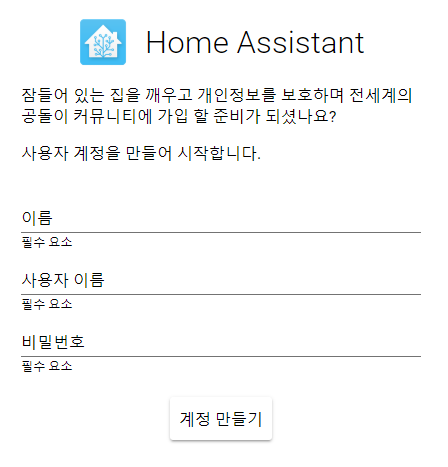 Home Assistant
잠들어 있는 집을 깨우고 개인정보를 보호하며 전세계의
공돌이 커뮤니티에 가입 할 준비가 되셨나요?
사용자 계정을 만들어 시작합니다.
이름
필수 요소
사용자 이름
필수 요소
비밀번호
필수 요소
계정 만들기